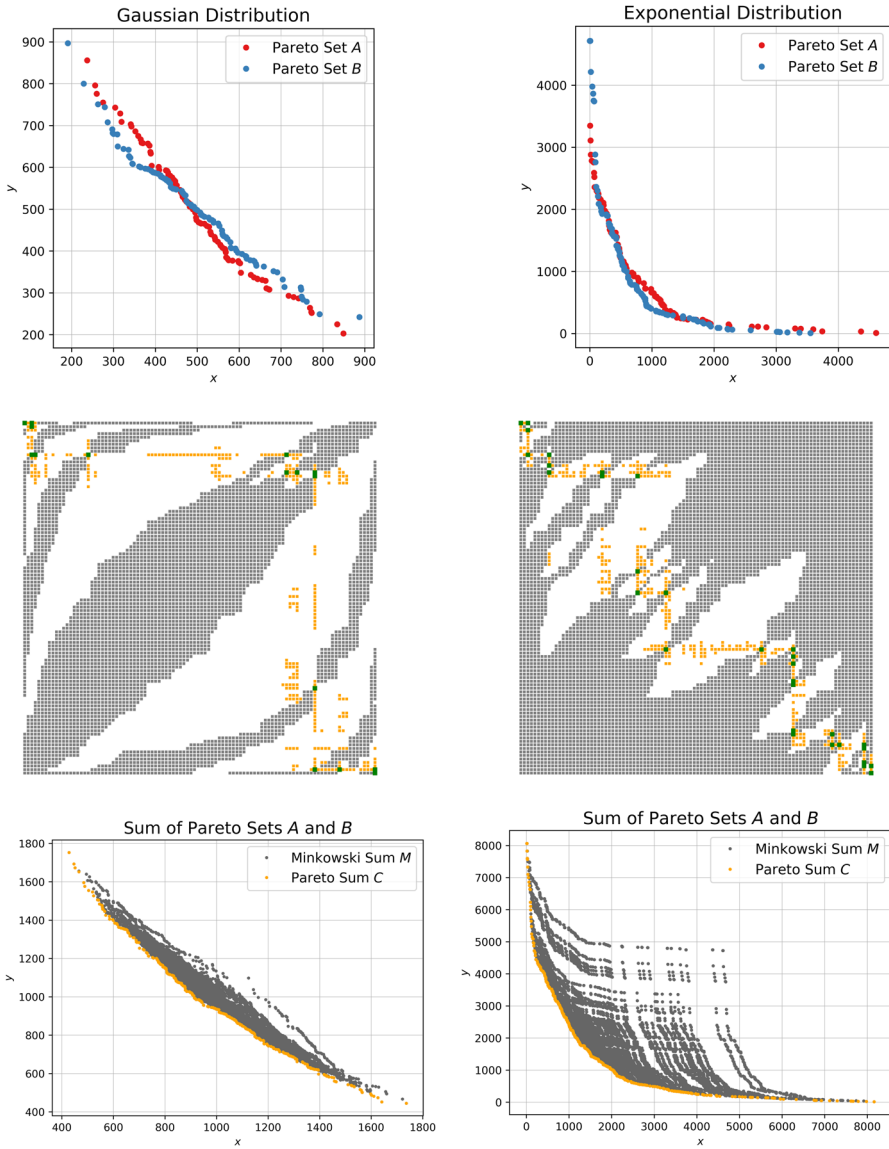 Gaussian Distribution
Pareto Set A
Pareto Set B
900
800
700
600
500
400
300
200
y
200 300 400 500 600 700 800 900
x
Exponential Distribution
Pareto Set A
Pareto Set B
4000
3000
2000
1000
0
y
0 1000 2000 3000 4000
x
Sum of Pareto Sets A and B
Minkowski Sum M
Pareto Sum C
1800
1600
1400
1200
1000
800
600
400
y
400 600 800 1000 1200 1400 1600 1800
x
Sum of Pareto Sets A and B
Minkowski Sum M
Pareto Sum C
8000
7000
6000
5000
4000
3000
2000
1000
0
y
0 1000 2000 3000 4000 5000 6000 7000 8000
x